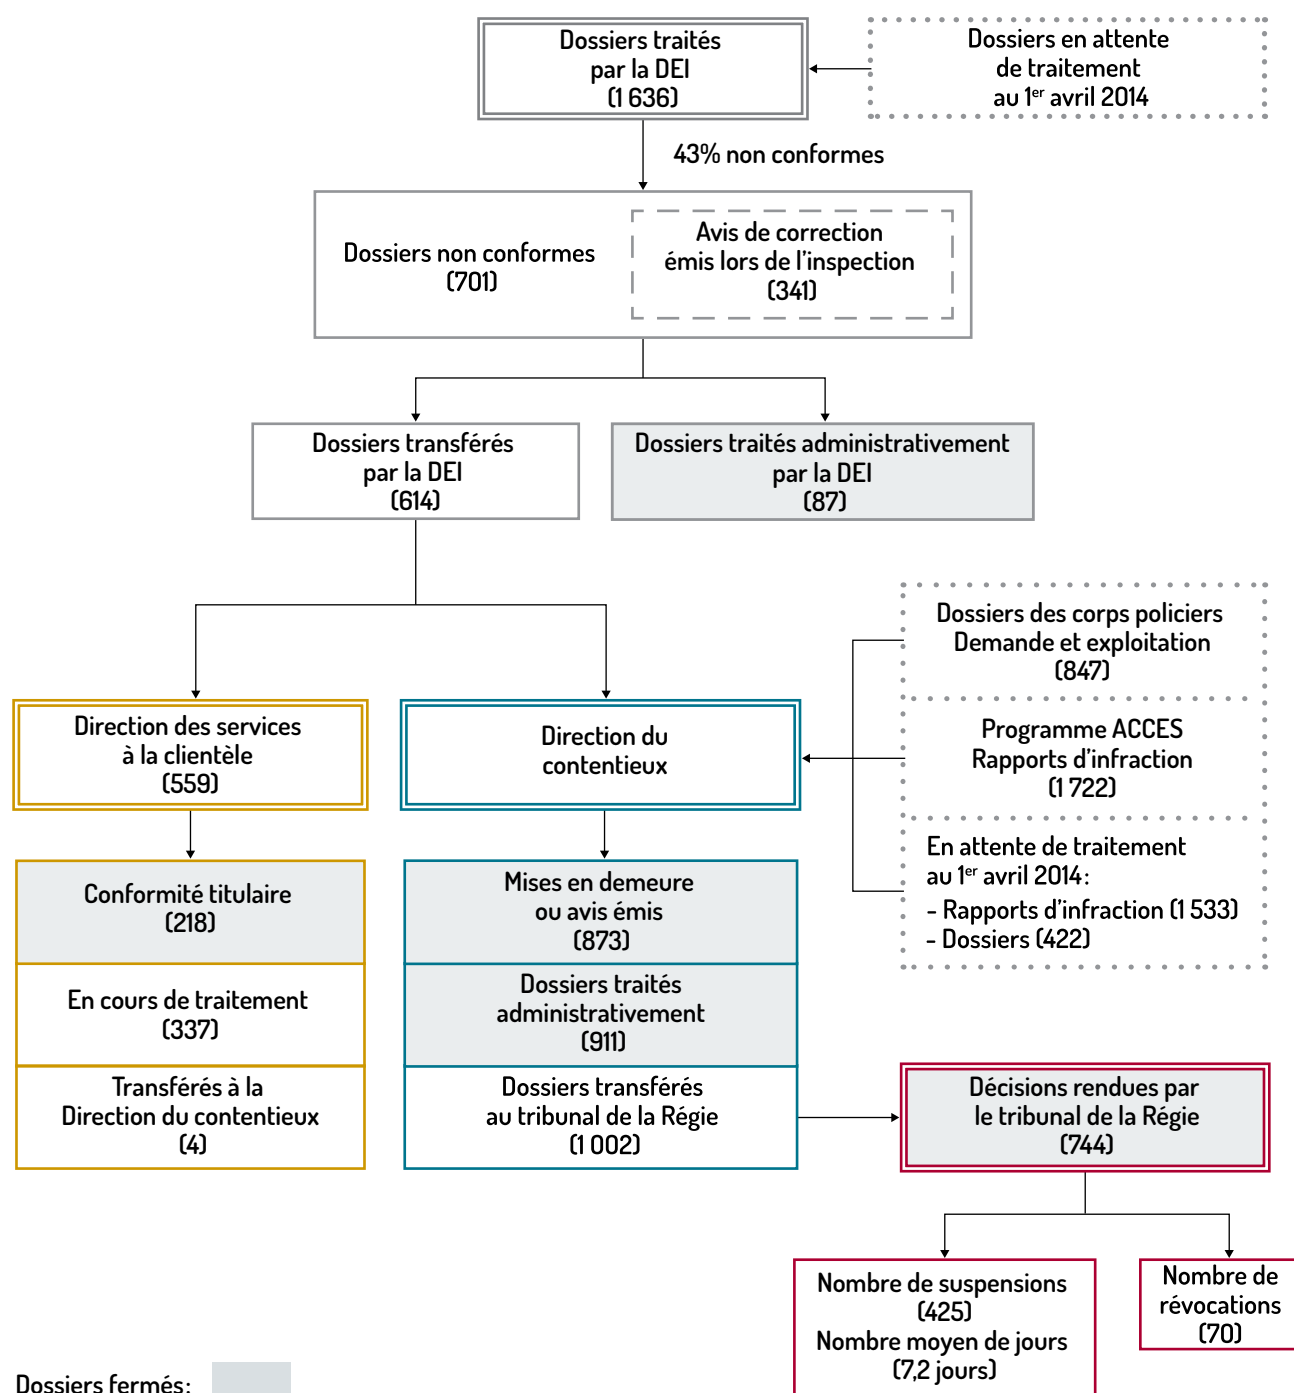 Dossiers traités
par la DEI
(1 636)
Dossiers en attente
de traitement
au 1er avril 2014
43% non conformes
Dossiers non conformes
(701)
Avis de correction
émis lors de l'inspection
(341)
Dossiers transférés
par la DEI
(614)
Dossiers traités administrativement
par la DEI
(87)
Dossiers des corps policiers
Demande et exploitation
(847)
Programme ACCES
Rapports d'infraction
(1 722)
En attente de traitement
au 1er avril 2014:
- Rapports d'infraction (1 533)
- Dossiers (422)
Direction des services
à la clientèle
(559)
Direction du
contentieux
Conformité titulaire
(218)
En cours de traitement
(337)
Transférés à la
Direction du contentieux
(4)
Mises en demeure
ou avis émis
(873)
Dossiers traités
administrativement
(911)
Dossiers transférés
au tribunal de la Régie
(1 002)
Décisions rendues par
le tribunal de la Régie
(744)
Nombre de suspensions
(425)
Nombre moyen de jours
(7,2 jours)
Nombre de
révocations
(70)
Dossiers fermés: